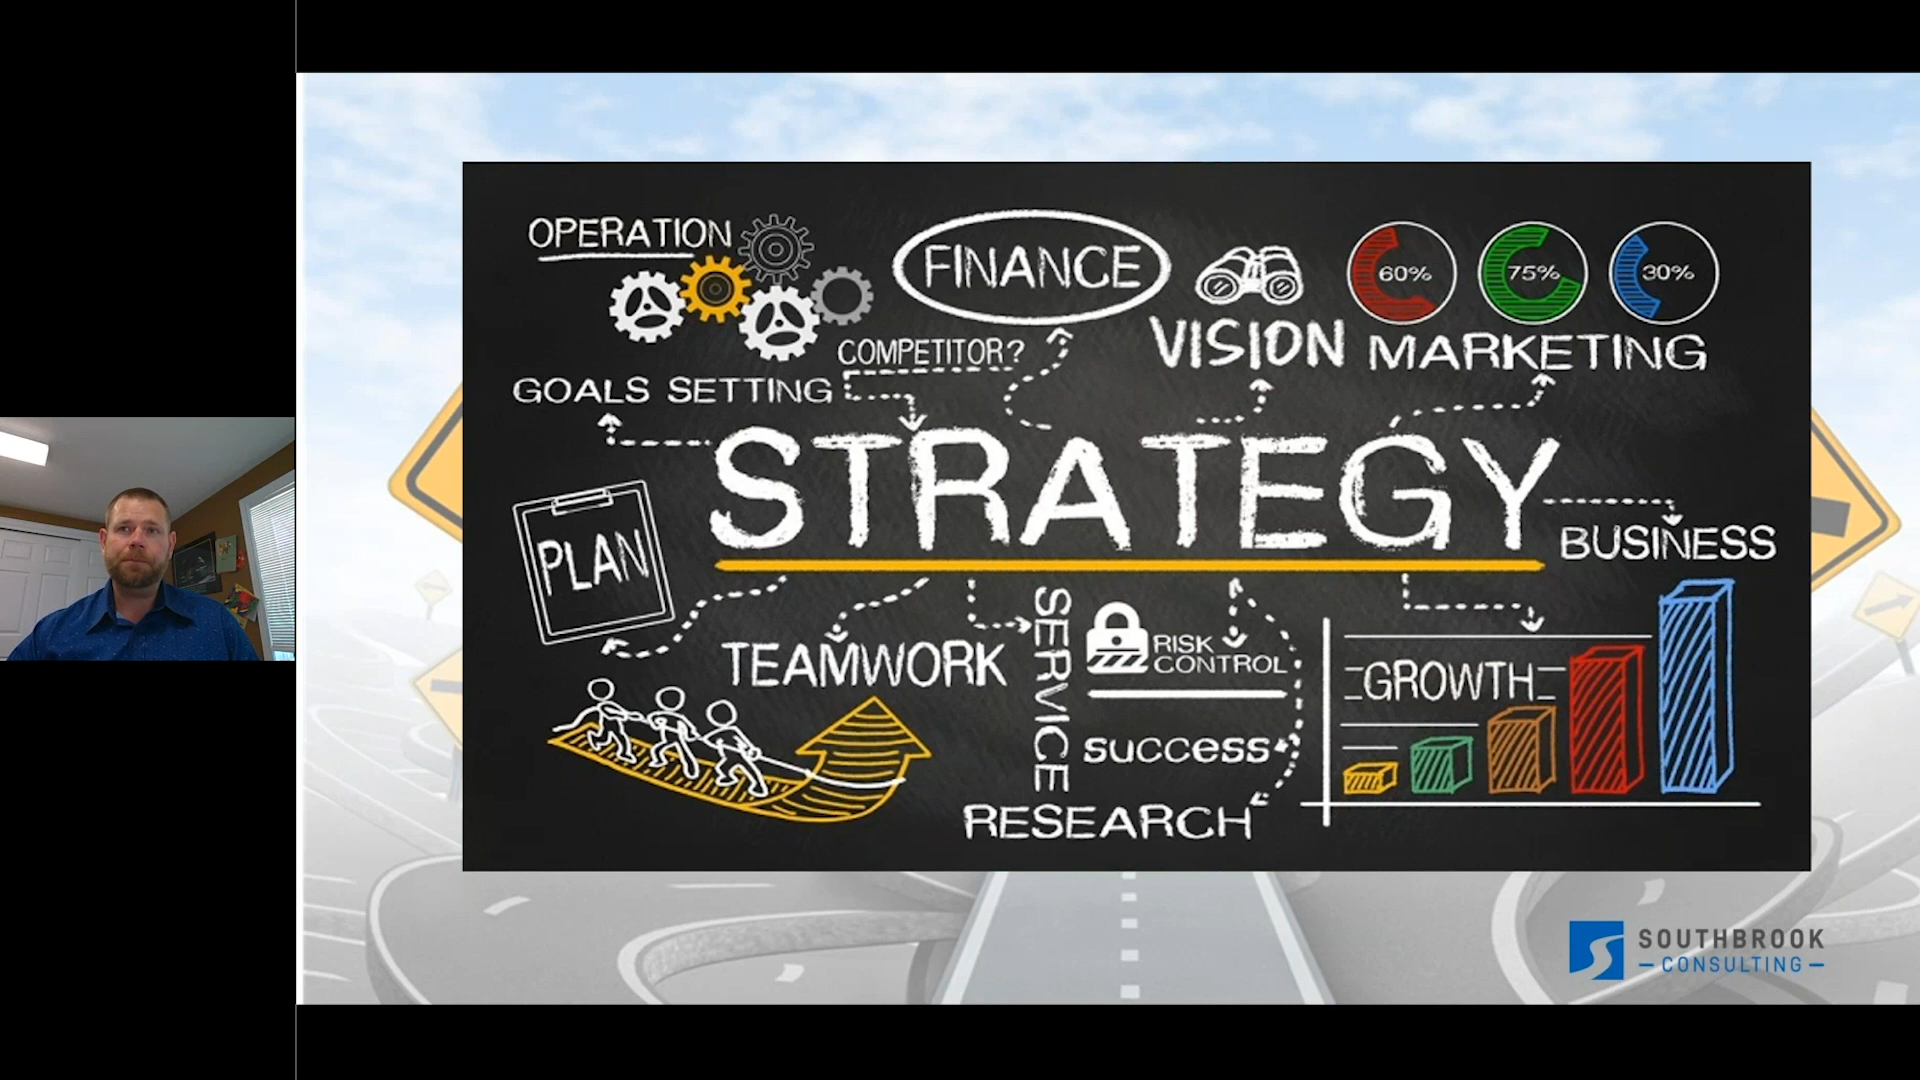 OPERATION
FINANCE
60%
75%
30%
VISION
MARKETING
COMPETITOR?
GOALS SETTING
STRATEGY
PLAN
BUSINESS
TEAMWORK
SERVICE
RISK
CONTROL
GROWTH
success
RESEARCH
SOUTHBROOK
CONSULTING